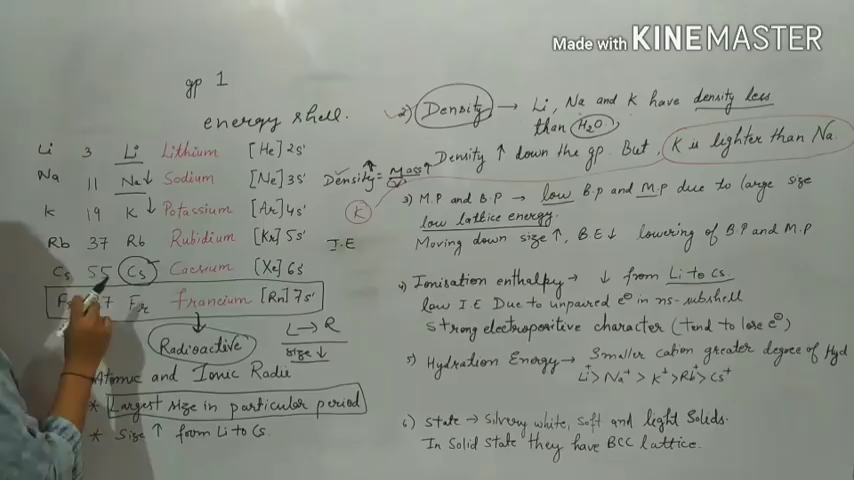 Made with KINEMASTER
gp 1
energy shell.
Li 3 Li Lithium [He] 2s¹
Na 11 Na↓ Sodium [Ne] 3s¹
K 19 K↓ Potassium [Ar] 4s¹
Rb 37 Rb Rubidium [Kr] 5s¹
Cs 55 Cs Caesium [Xe] 6s¹
Fr 7 Fr francium [Rn] 7s¹
Radioactive
L → R
size ↓
Atomic and Ionic Radii
* Largest size in particular period
* Size ↑ from Li to Cs.
2) Density → Li, Na and K have density less
than H2O,
Density ↑ down the gp. But, K is lighter than Na.
Density↑ = Mass↑
V
K
I.E
3) M.P and B.P → low B.p and M.p due to large size
low lattice energy.
Moving down size ↑, B.E ↓ lowering of B.P and M.P
4) Ionisation enthalpy → ↓ from Li to Cs
low I.E Due to unpaired e⊖ in ns-subshell
strong electropositive character (tend to lose e⊖)
5) Hydration Energy → Smaller cation greater degree of Hyd
Li⁺ > Na⁺ > K⁺ > Rb⁺ > Cs⁺
6) State → Silvery white, soft and light Solids.
In Solid state they have BCC lattice.